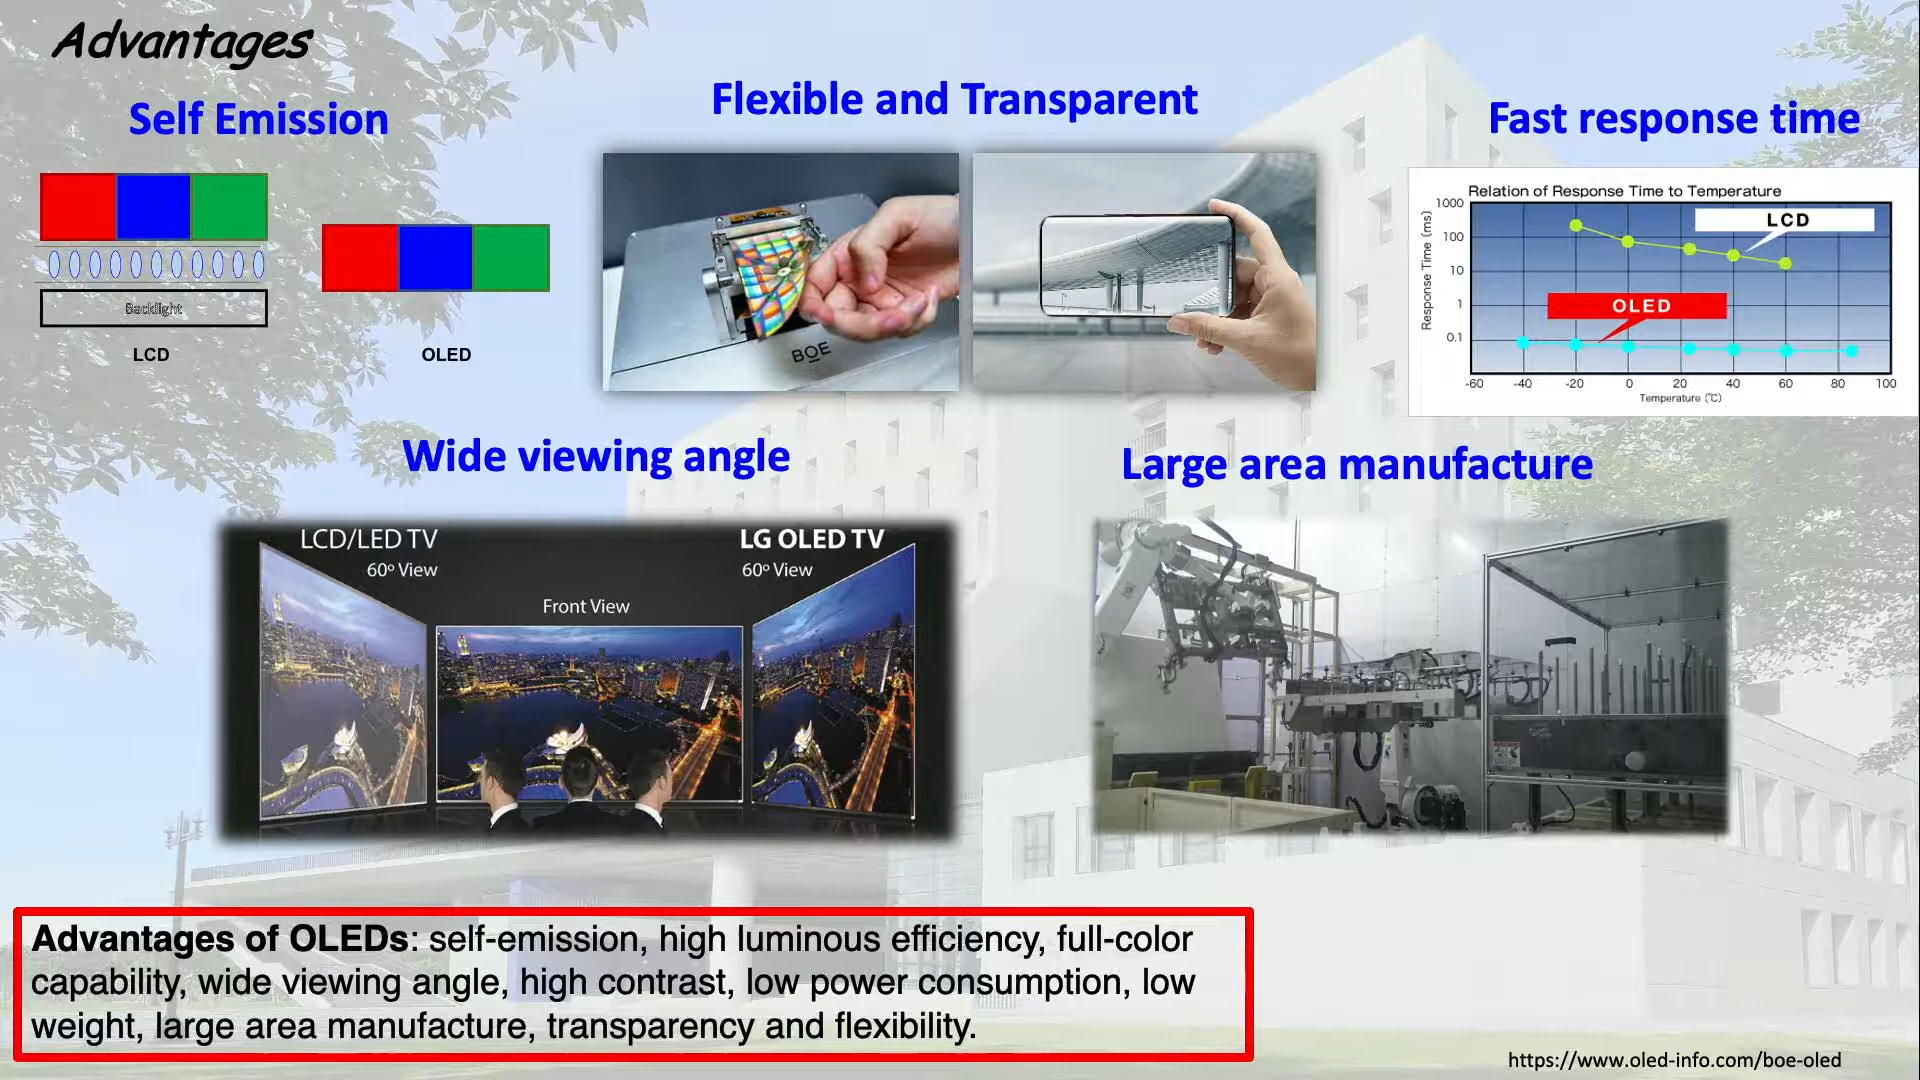 Advantages
Self Emission
Flexible and Transparent
Fast response time
Backlight
LCD
OLED
BOE
Relation of Response Time to Temperature
Response Time (ms)
1000
100
10
1
0.1
LCD
OLED
-60 -40 -20 0 20 40 60 80 100
Temperature (℃)
Wide viewing angle
Large area manufacture
LCD/LED TV
60º View
Front View
LG OLED TV
60º View
Advantages of OLEDs: self-emission, high luminous efficiency, full-color
capability, wide viewing angle, high contrast, low power consumption, low
weight, large area manufacture, transparency and flexibility.
https://www.oled-info.com/boe-oled